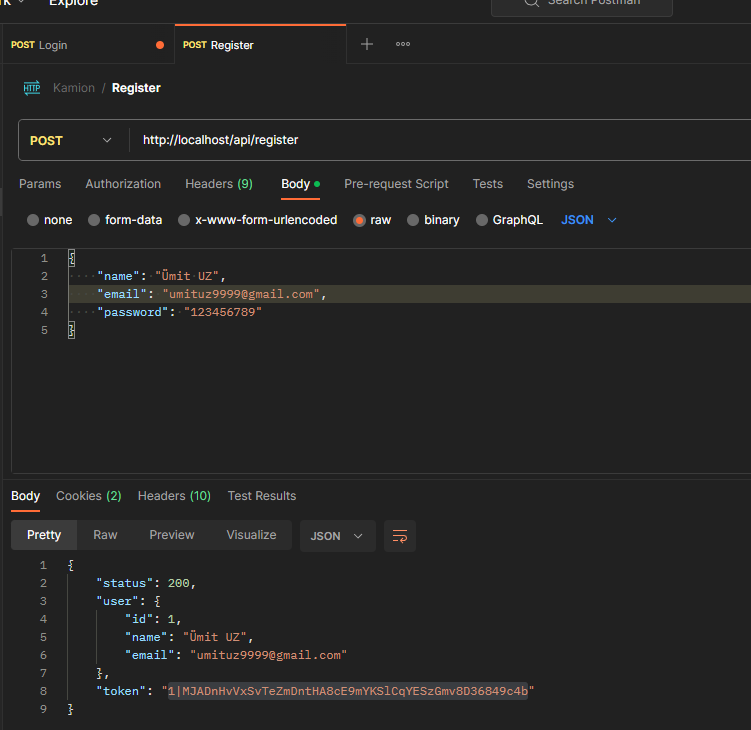 Explore
Search Postman
POST Login
POST Register
HTTP Kamion / Register
POST http://localhost/api/register
Params Authorization Headers (9) Body Pre-request Script Tests Settings
none form-data x-www-form-urlencoded raw binary GraphQL JSON
1 {
2 "name": "Ümit UZ",
3 "email": "umituz9999@gmail.com",
4 "password": "123456789"
5 }
Body Cookies (2) Headers (10) Test Results
Pretty Raw Preview Visualize JSON
1 {
2 "status": 200,
3 "user": {
4 "id": 1,
5 "name": "Ümit UZ",
6 "email": "umituz9999@gmail.com"
7 },
8 "token": "1|MJADnHvVxSvTeZmDntHA8cE9mYKSlCqYESzGmv8D36849c4b"
9 }